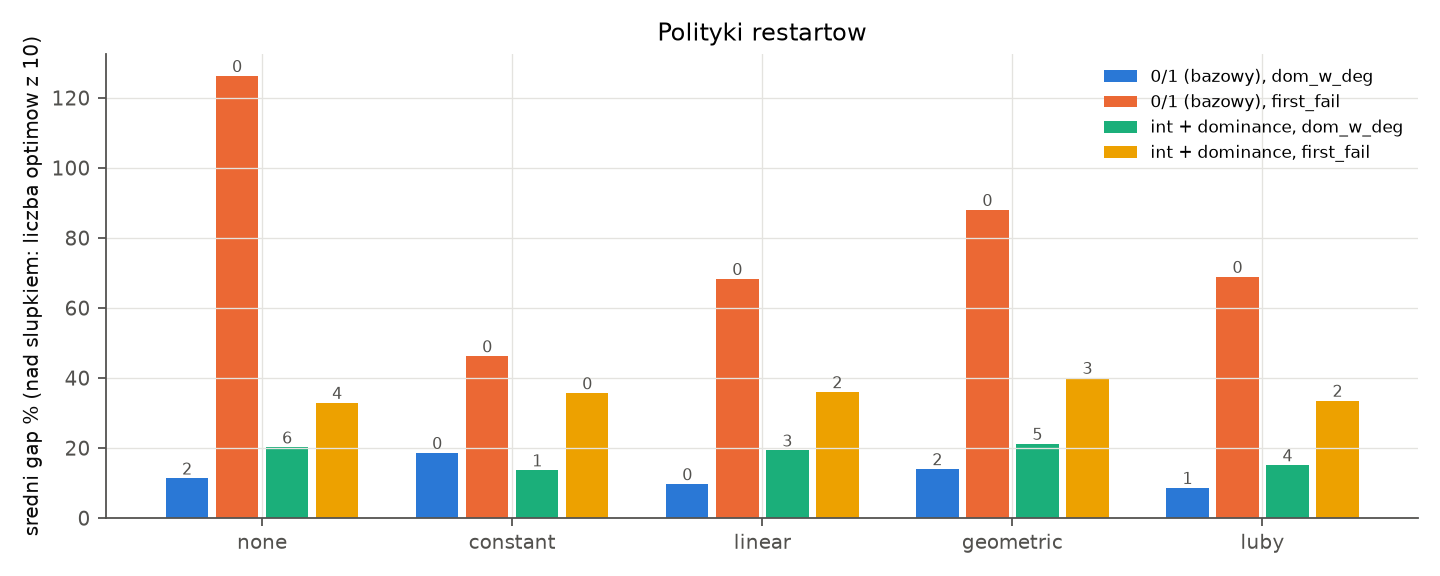 Polityki restartow
sredni gap % (nad slupkiem: liczba optimow z 10)
0/1 (bazowy), dom_w_deg
0/1 (bazowy), first_fail
int + dominance, dom_w_deg
int + dominance, first_fail
120
100
80
60
40
20
0
2 0 6 4
0 0 1 0
0 0 3 2
2 0 5 3
1 0 4 2
none constant linear geometric luby